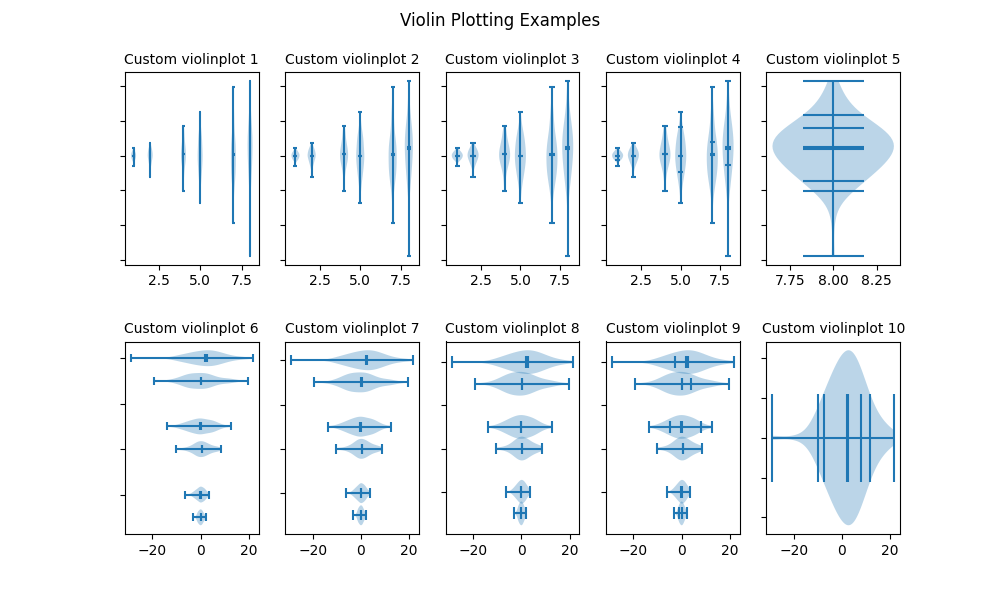 Violin Plotting Examples
Custom violinplot 1 Custom violinplot 2 Custom violinplot 3 Custom violinplot 4 Custom violinplot 5
2.5 5.0 7.5 2.5 5.0 7.5 2.5 5.0 7.5 2.5 5.0 7.5 7.75 8.00 8.25
Custom violinplot 6 Custom violinplot 7 Custom violinplot 8 Custom violinplot 9 Custom violinplot 10
−20 0 20 −20 0 20 −20 0 20 −20 0 20 −20 0 20